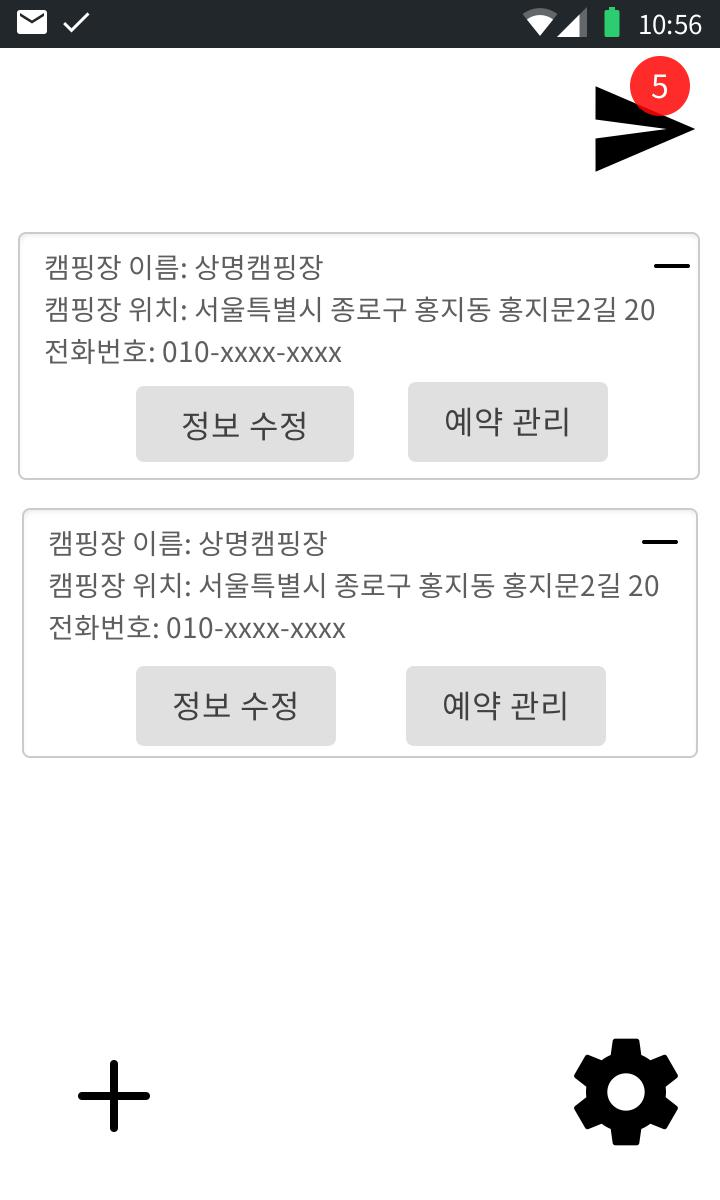 10:56
5
캠핑장 이름: 상명캠핑장
캠핑장 위치: 서울특별시 종로구 홍지동 홍지문2길 20
전화번호: 010-xxxx-xxxx
정보 수정
예약 관리
캠핑장 이름: 상명캠핑장
캠핑장 위치: 서울특별시 종로구 홍지동 홍지문2길 20
전화번호: 010-xxxx-xxxx
정보 수정
예약 관리